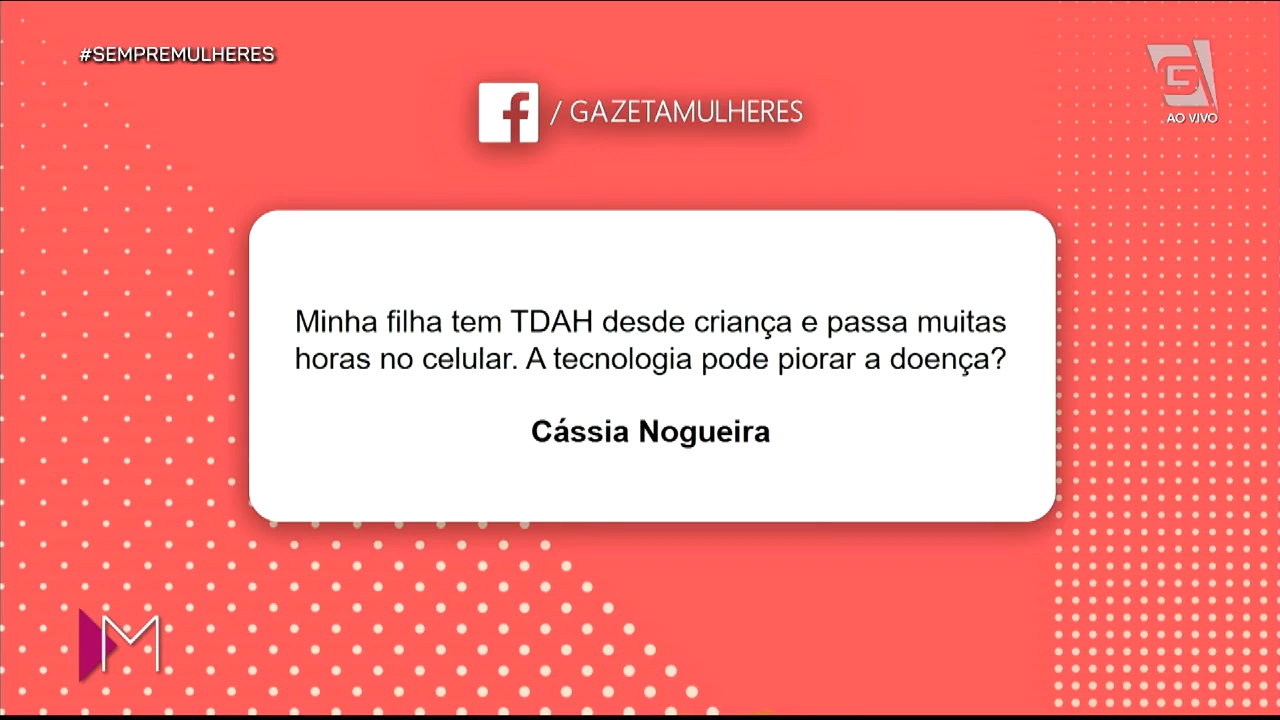 #SEMPREMULHERES
/ GAZETAMULHERES
G
AO VIVO
Minha filha tem TDAH desde criança e passa muitas
horas no celular. A tecnologia pode piorar a doença?
Cássia Nogueira
M